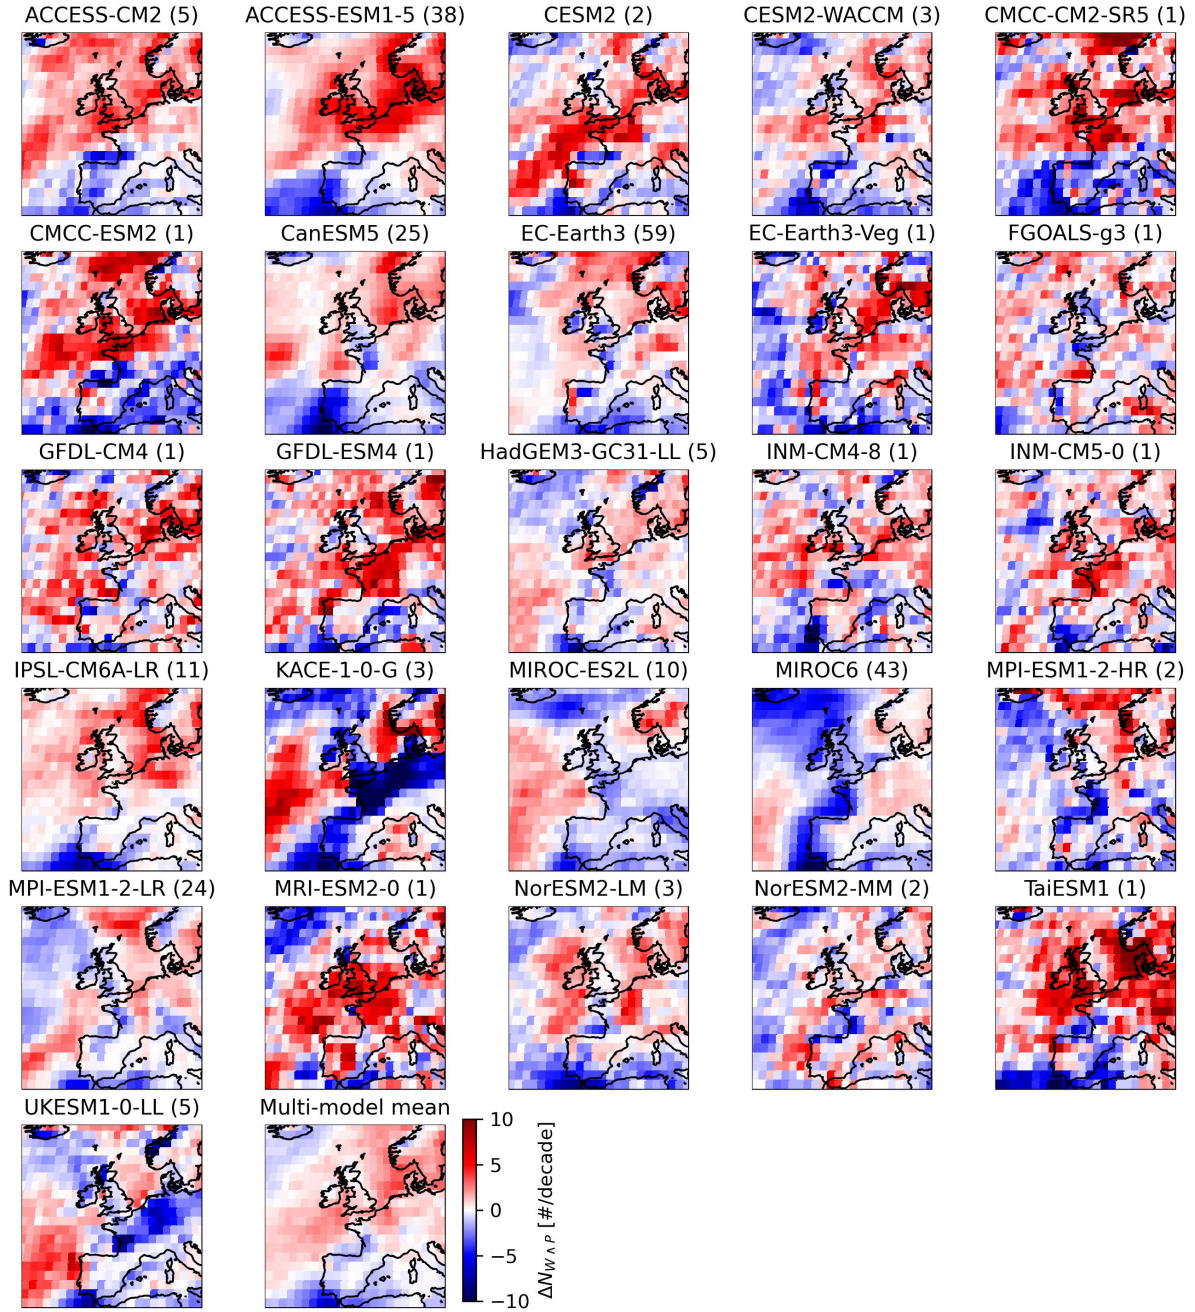 ACCESS-CM2 (5) ACCESS-ESM1-5 (38) CESM2 (2) CESM2-WACCM (3) CMCC-CM2-SR5 (1)
CMCC-ESM2 (1) CanESM5 (25) EC-Earth3 (59) EC-Earth3-Veg (1) FGOALS-g3 (1)
GFDL-CM4 (1) GFDL-ESM4 (1) HadGEM3-GC31-LL (5) INM-CM4-8 (1) INM-CM5-0 (1)
IPSL-CM6A-LR (11) KACE-1-0-G (3) MIROC-ES2L (10) MIROC6 (43) MPI-ESM1-2-HR (2)
MPI-ESM1-2-LR (24) MRI-ESM2-0 (1) NorESM2-LM (3) NorESM2-MM (2) TaiESM1 (1)
UKESM1-0-LL (5) Multi-model mean
10
5
0
−5
−10
ΔN_{W∧P} [#/decade]